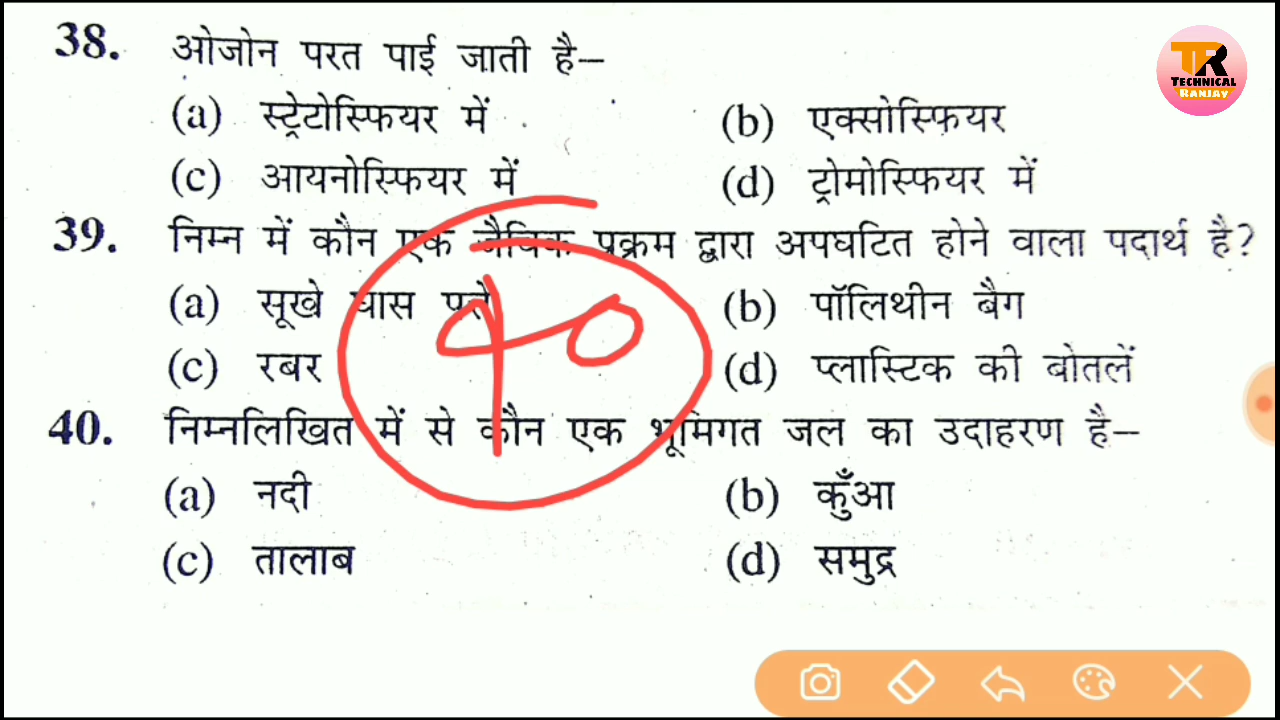 TR
TECHNICAL
RANJAY
38. ओजोन परत पाई जाती है–
(a) स्ट्रेटोस्फियर में (b) एक्सोस्फियर
(c) आयनोस्फियर में (d) ट्रोमोस्फियर में
39. निम्न में कौन एक जैविक प्रक्रम द्वारा अपघटित होने वाला पदार्थ है?
(a) सूखे घास पत्ते (b) पॉलिथीन बैग
(c) रबर (d) प्लास्टिक की बोतलें
40. निम्नलिखित में से कौन एक भूमिगत जल का उदाहरण है–
(a) नदी (b) कुँआ
(c) तालाब (d) समुद्र